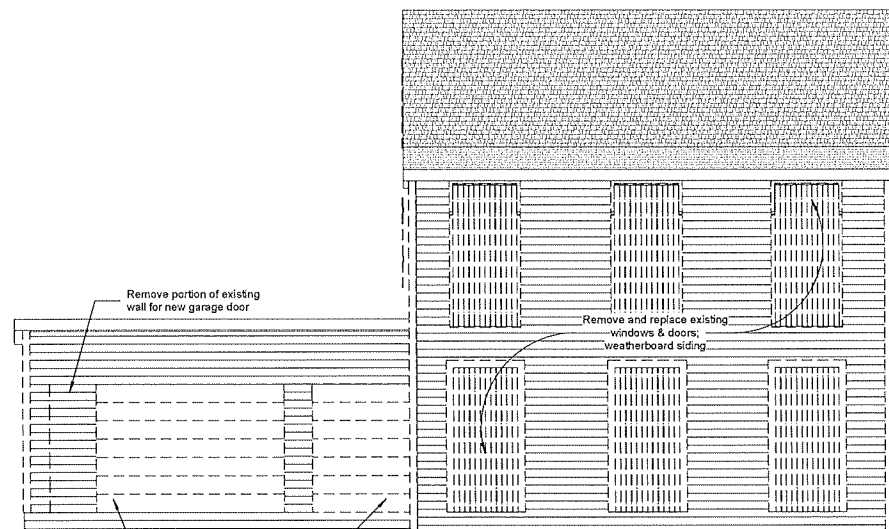 Remove portion of existing
wall for new garage door
Remove and replace existing
windows & doors;
weatherboard siding